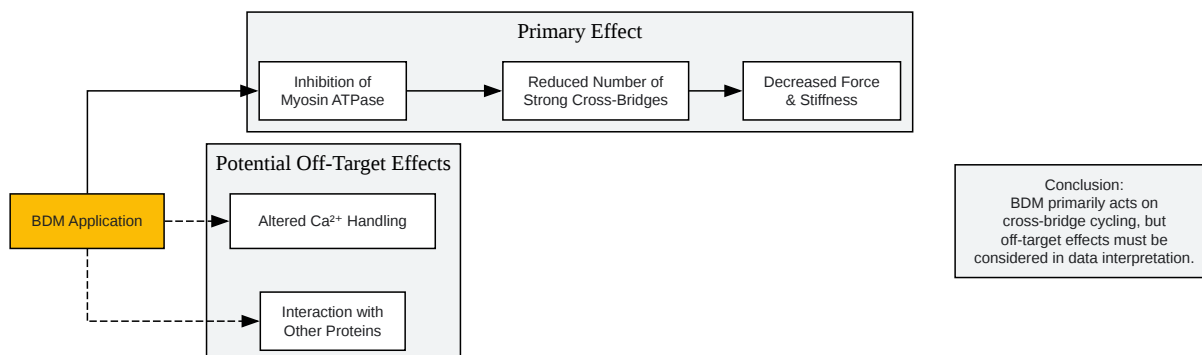 Primary Effect
Inhibition of
Myosin ATPase
Reduced Number of
Strong Cross-Bridges
Decreased Force
& Stiffness
Potential Off-Target Effects
BDM Application
Altered Ca²⁺ Handling
Interaction with
Other Proteins
Conclusion:
BDM primarily acts on
cross-bridge cycling, but
off-target effects must be
considered in data interpretation.